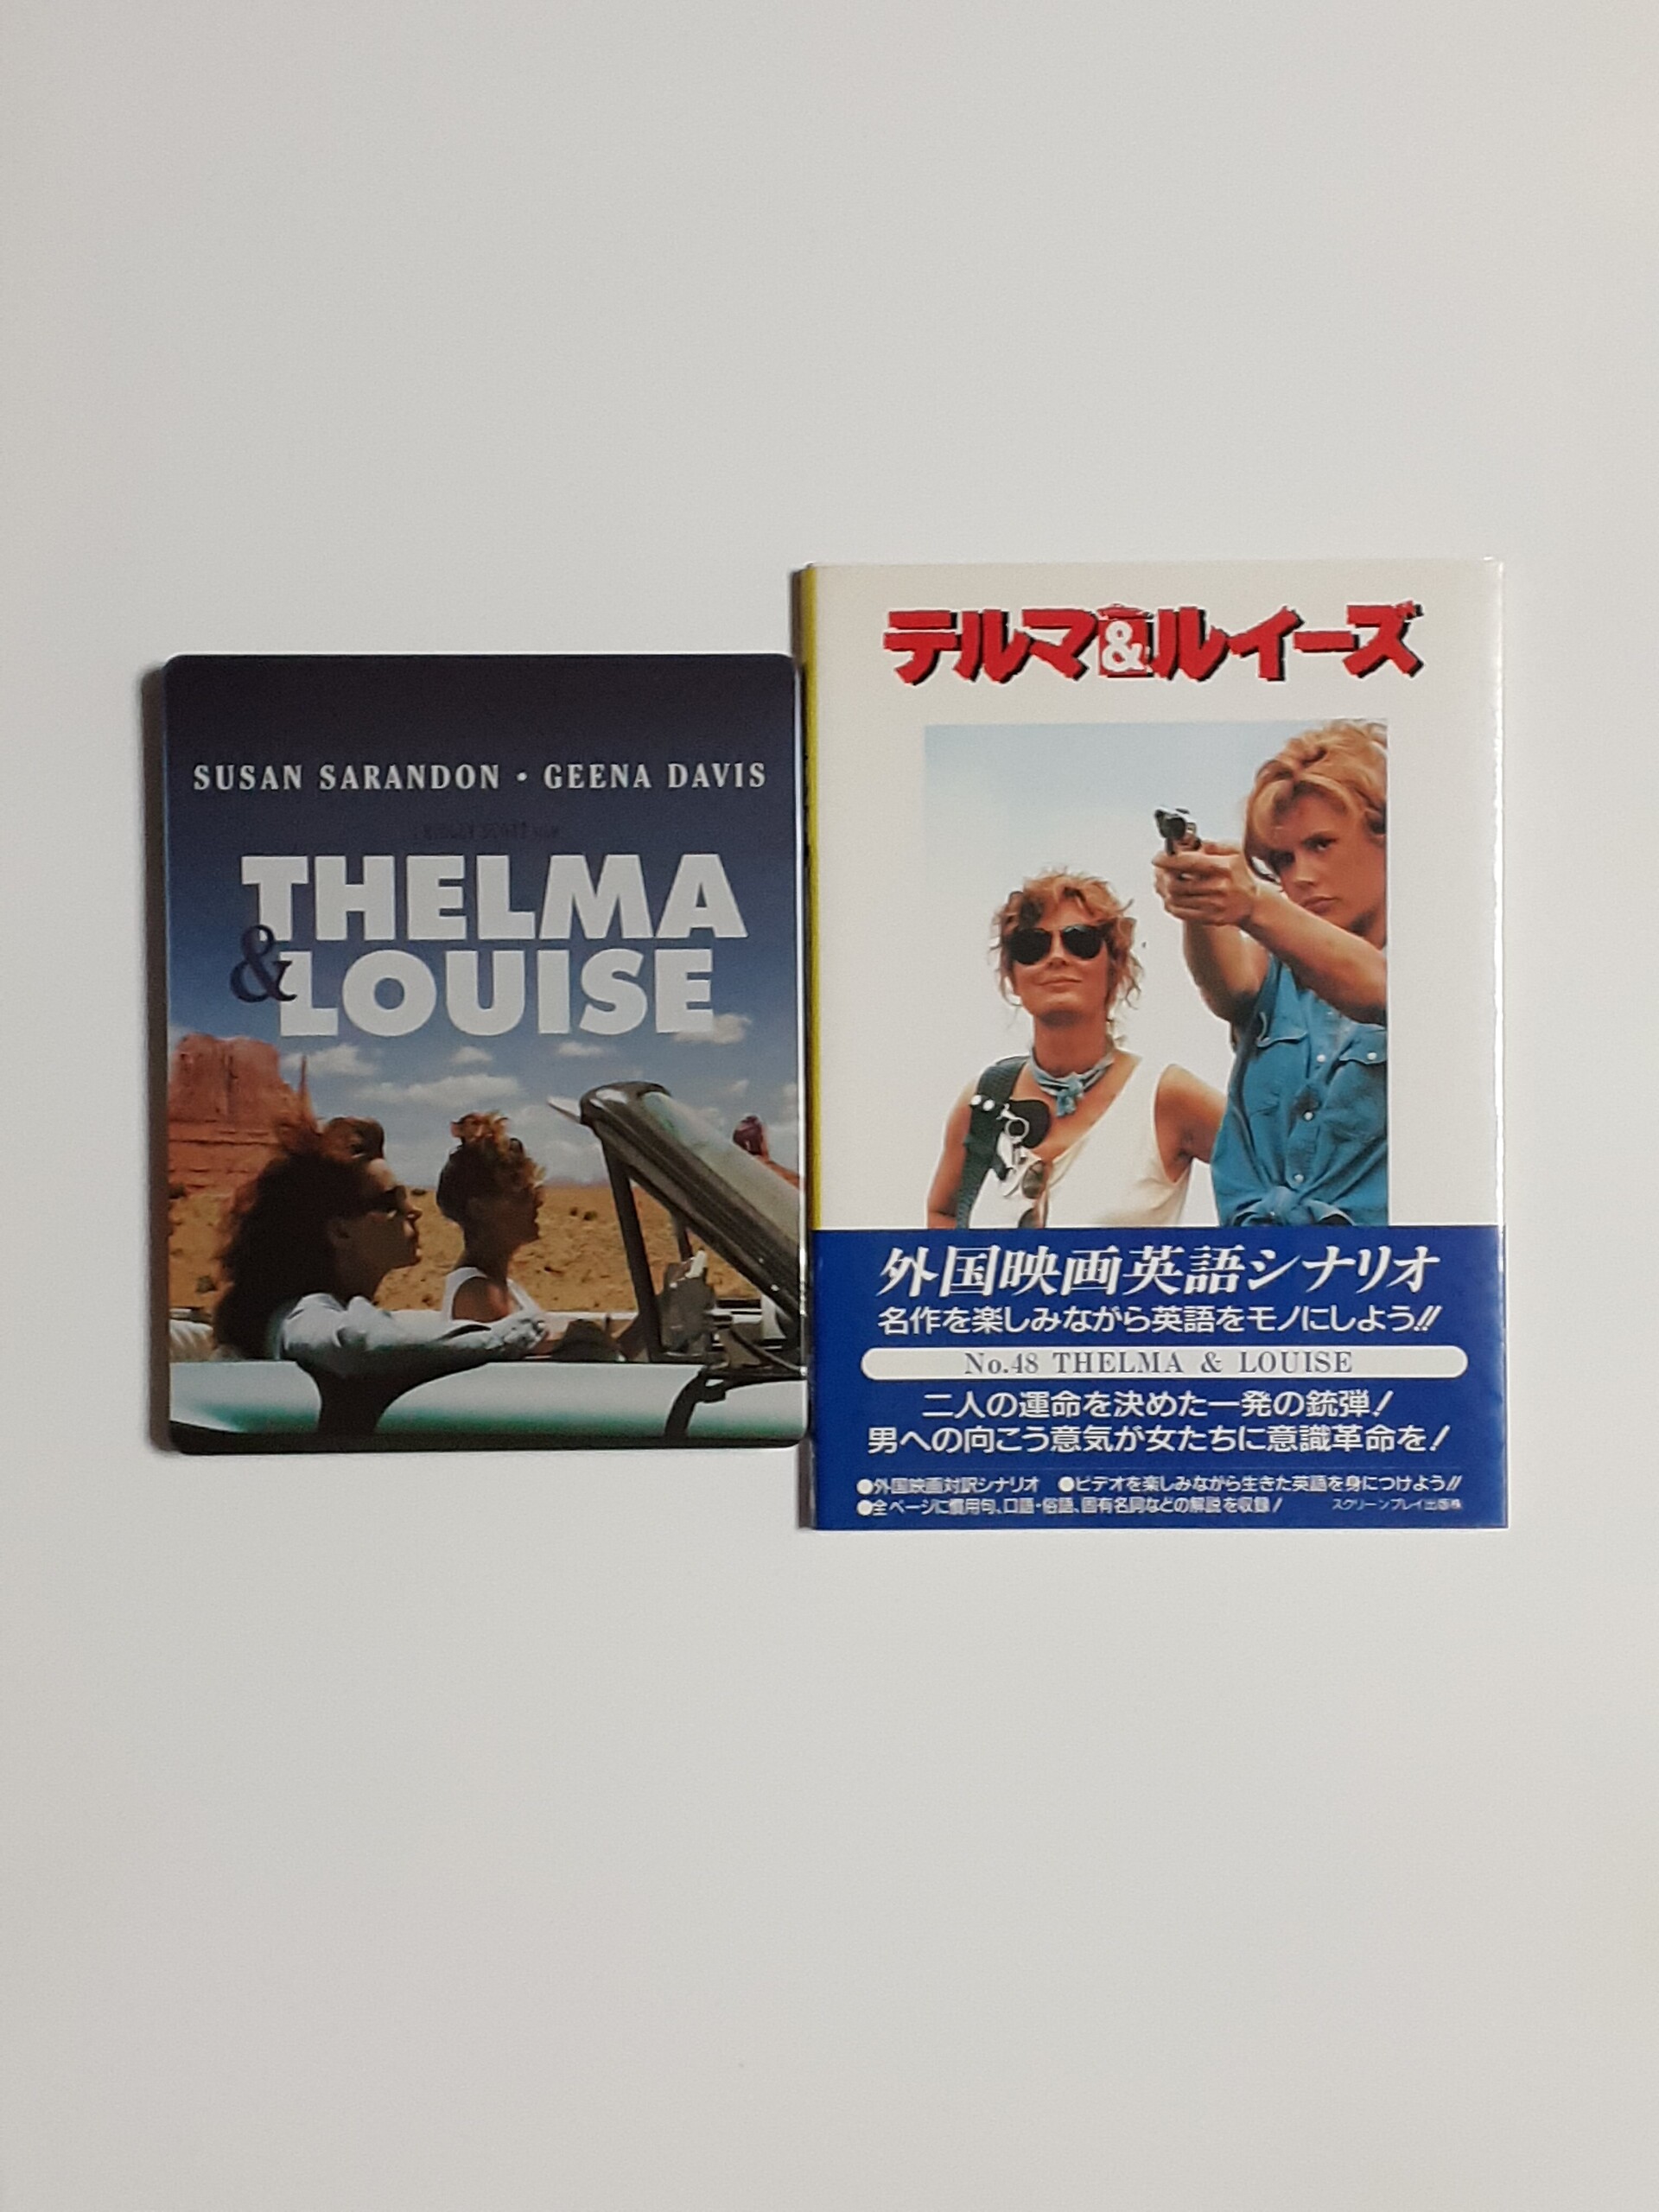 SUSAN SARANDON • GEENA DAVIS
A RIDLEY SCOTT FILM
THELMA
& LOUISE
テルマ&ルイーズ
外国映画英語シナリオ
名作を楽しみながら英語をモノにしよう!!
No.48 THELMA & LOUISE
二人の運命を決めた一発の銃弾!
男への向こう意気が女たちに意識革命を!
●外国映画対訳シナリオ ●ビデオを楽しみながら生きた英語を身につけよう!!
●全ページに慣用句、口語・俗語、固有名詞などの解説を収録! スクリーンプレイ出版㈱